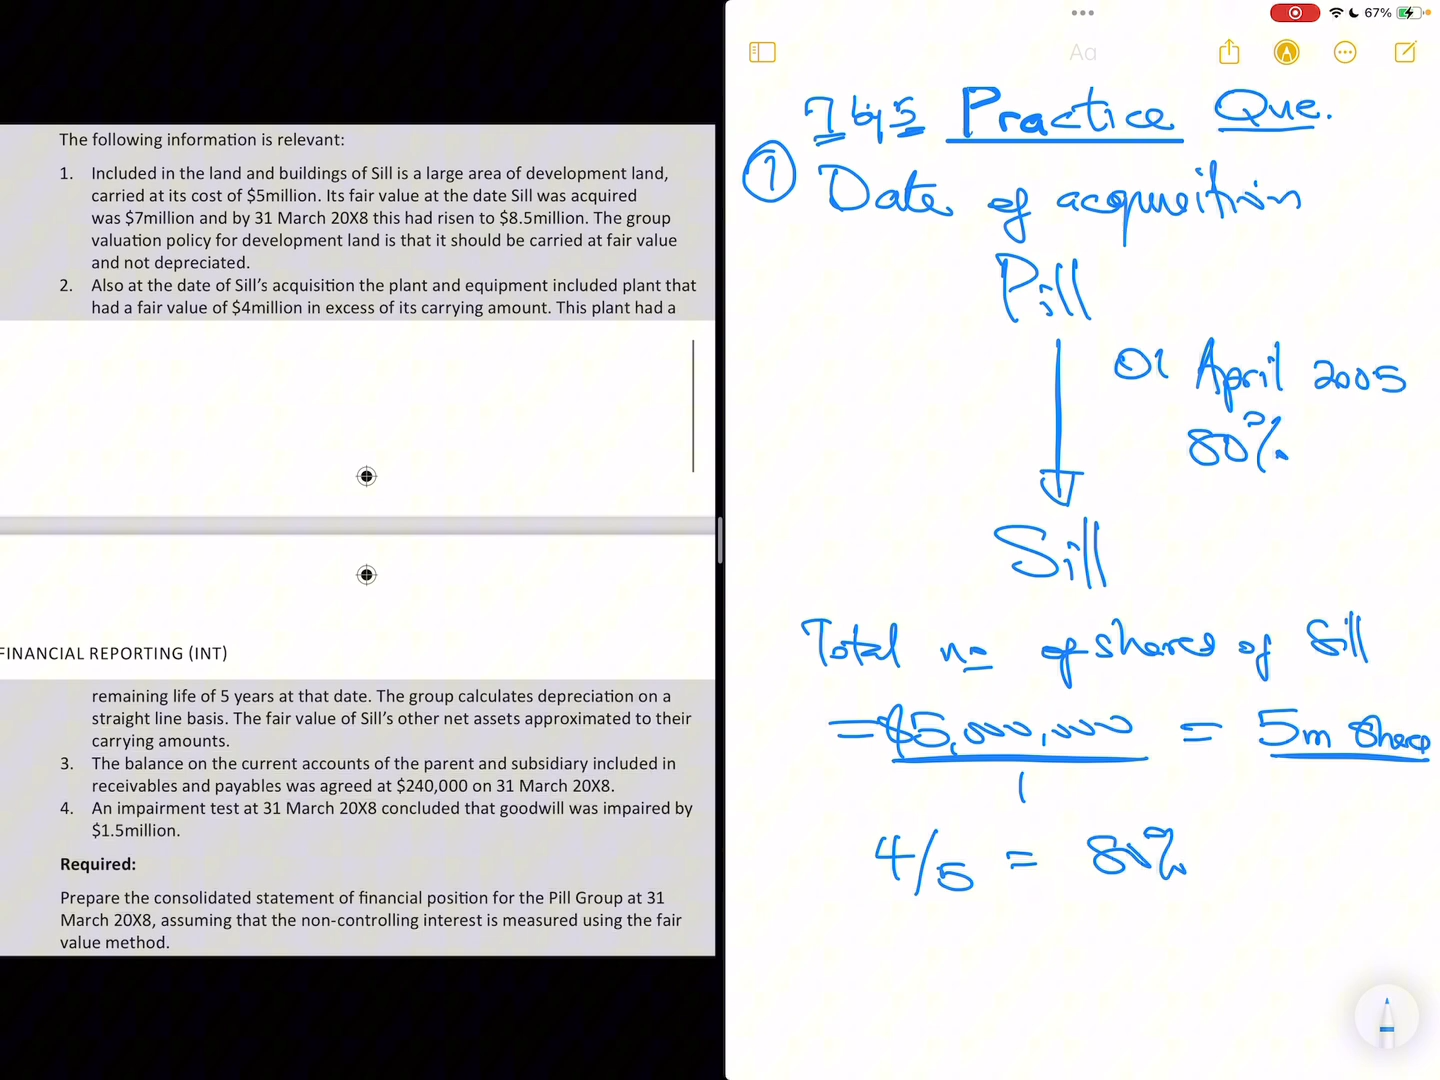 67%
Aa
The following information is relevant:
1. Included in the land and buildings of Sill is a large area of development land,
carried at its cost of $5million. Its fair value at the date Sill was acquired
was $7million and by 31 March 20X8 this had risen to $8.5million. The group
valuation policy for development land is that it should be carried at fair value
and not depreciated.
2. Also at the date of Sill's acquisition the plant and equipment included plant that
had a fair value of $4million in excess of its carrying amount. This plant had a
FINANCIAL REPORTING (INT)
remaining life of 5 years at that date. The group calculates depreciation on a
straight line basis. The fair value of Sill's other net assets approximated to their
carrying amounts.
3. The balance on the current accounts of the parent and subsidiary included in
receivables and payables was agreed at $240,000 on 31 March 20X8.
4. An impairment test at 31 March 20X8 concluded that goodwill was impaired by
$1.5million.
Required:
Prepare the consolidated statement of financial position for the Pill Group at 31
March 20X8, assuming that the non-controlling interest is measured using the fair
value method.
Practice Que.
1 Date of acquisition
Pill
01 April 2005
80%
Sill
Total no of shares of Sill
= $5,000,000 = 5m Shares
1
4/5 = 80%